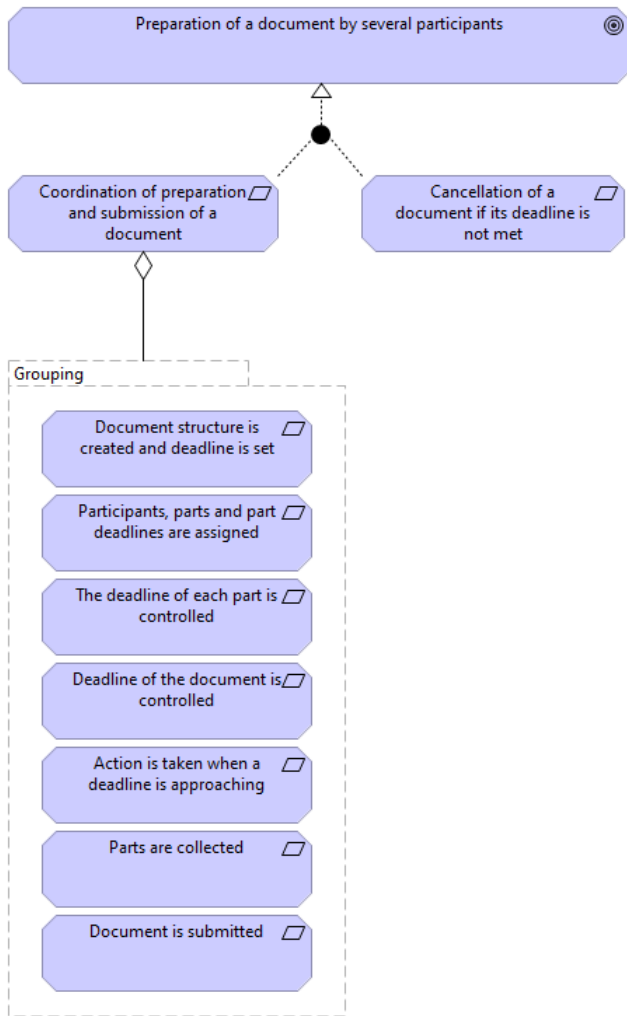 Preparation of a document by several participants
Coordination of preparation
and submission of a
document
Cancellation of a
document if its deadline is
not met
Grouping
Document structure is
created and deadline is set
Participants, parts and part
deadlines are assigned
The deadline of each part is
controlled
Deadline of the document is
controlled
Action is taken when a
deadline is approaching
Parts are collected
Document is submitted